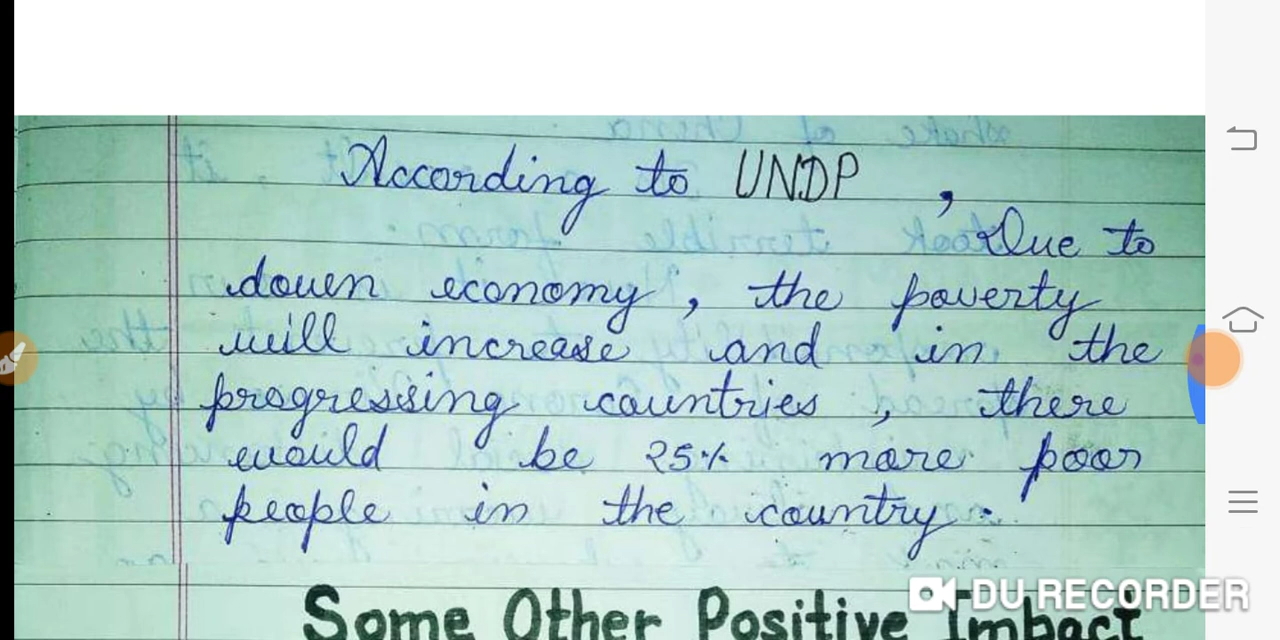 According to UNDP ,
Due to
down economy, the poverty
will increase and in the
progressing countries, there
would be 25% more poor
people in the country.
Some Other Positive Impact
DU RECORDER